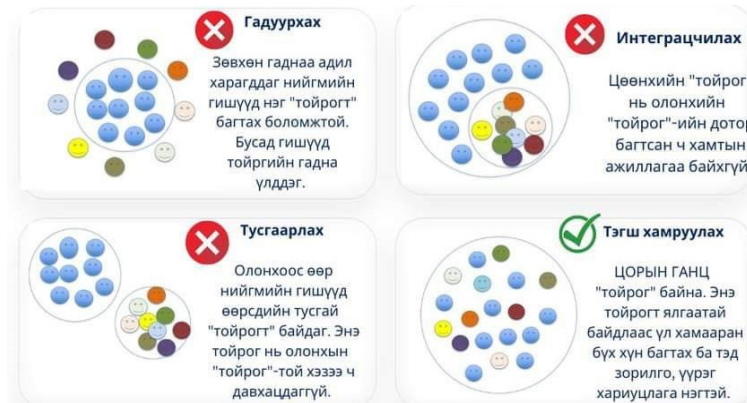 Гадуурхах
Зөвхөн гаднаа адил
харагддаг нийгмийн
гишүүд нэг "тойрогт"
багтах боломжтой.
Бусад гишүүд
тойргийн гадна
үлддэг.
Интеграцчилах
Цөөнхийн "тойрог"
нь олонхийн
"тойрог"-ийн дотор
багтсан ч хамтын
ажиллагаа байхгүй
Тусгаарлах
Олонхоос өөр
нийгмийн гишүүд
өөрсдийн тусгай
"тойрогт" байдаг. Энэ
тойрог нь олонхын
"тойрог"-той хэзээ ч
давхацдаггүй.
Тэгш хамруулах
ЦОРЫН ГАНЦ
"тойрог" байна. Энэ
тойрогт ялгаатай
байдлаас үл хамааран
бүх хүн багтах ба тэд
зорилго, үүрэг
хариуцлага нэгтэй.